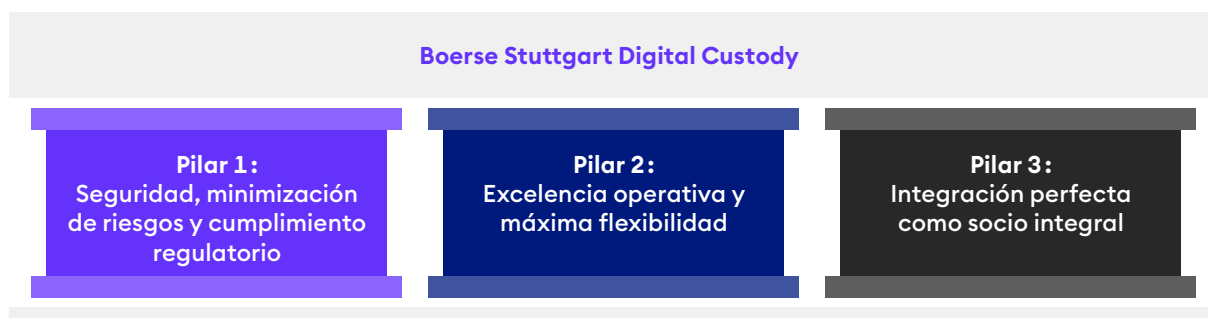 Boerse Stuttgart Digital Custody
Pilar 1:
Seguridad, minimización
de riesgos y cumplimiento
regulatorio
Pilar 2:
Excelencia operativa y
máxima flexibilidad
Pilar 3:
Integración perfecta
como socio integral